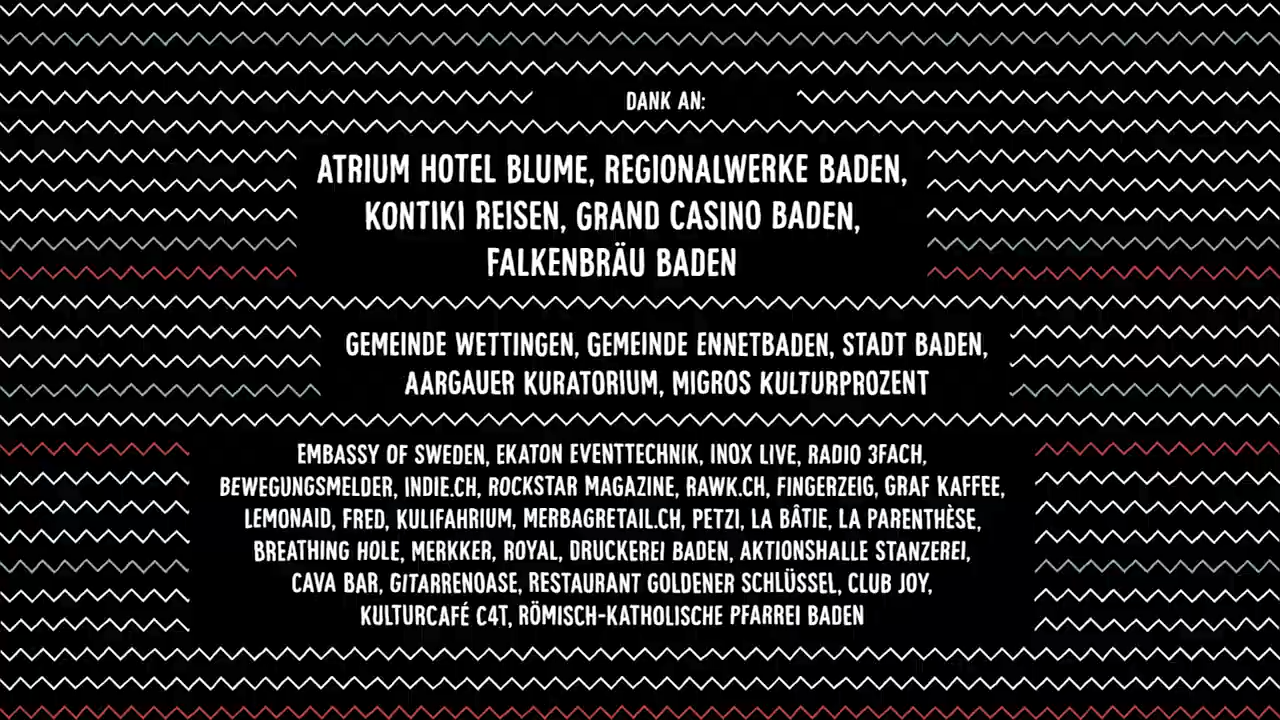 DANK AN:
ATRIUM HOTEL BLUME, REGIONALWERKE BADEN,
KONTIKI REISEN, GRAND CASINO BADEN,
FALKENBRÄU BADEN
GEMEINDE WETTINGEN, GEMEINDE ENNETBADEN, STADT BADEN,
AARGAUER KURATORIUM, MIGROS KULTURPROZENT
EMBASSY OF SWEDEN, EKATON EVENTTECHNIK, INOX LIVE, RADIO 3FACH,
BEWEGUNGSMELDER, INDIE.CH, ROCKSTAR MAGAZINE, RAWK.CH, FINGERZEIG, GRAF KAFFEE,
LEMONAID, FRED, KULIFAHRIUM, MERBAGRETAIL.CH, PETZI, LA BÂTIE, LA PARENTHÈSE,
BREATHING HOLE, MERKKER, ROYAL, DRUCKEREI BADEN, AKTIONSHALLE STANZEREI,
CAVA BAR, GITARRENOASE, RESTAURANT GOLDENER SCHLÜSSEL, CLUB JOY,
KULTURCAFÉ C4T, RÖMISCH-KATHOLISCHE PFARREI BADEN